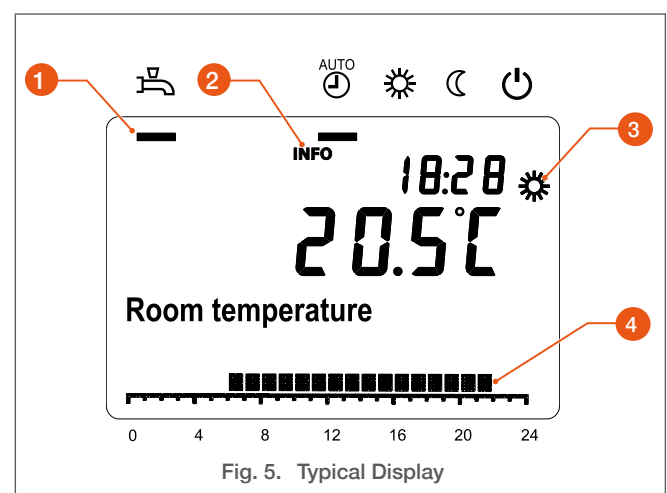 AUTO
1
2
3
INFO
18:28
20.5°C
Room temperature
4
0 4 8 12 16 20 24
Fig. 5. Typical Display